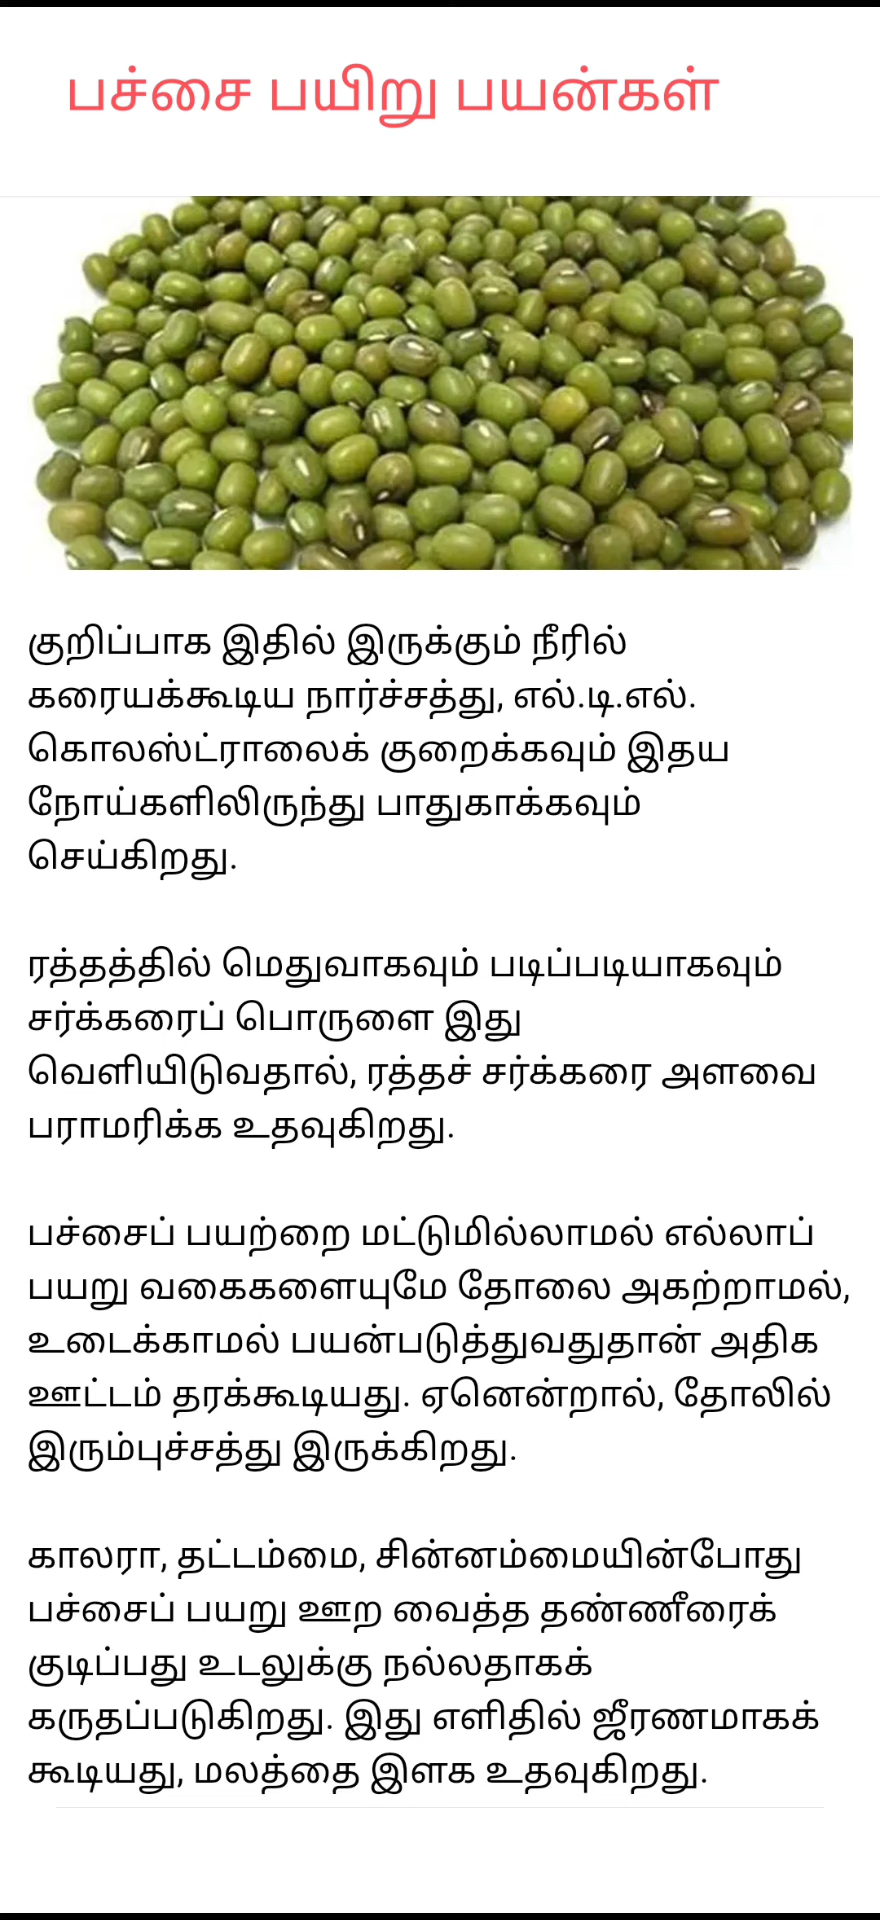 பச்சை பயிறு பயன்கள்
குறிப்பாக இதில் இருக்கும் நீரில்
கரையக்கூடிய நார்ச்சத்து, எல்.டி.எல்.
கொலஸ்ட்ராலைக் குறைக்கவும் இதய
நோய்களிலிருந்து பாதுகாக்கவும்
செய்கிறது.
ரத்தத்தில் மெதுவாகவும் படிப்படியாகவும்
சர்க்கரைப் பொருளை இது
வெளியிடுவதால், ரத்தச் சர்க்கரை அளவை
பராமரிக்க உதவுகிறது.
பச்சைப் பயற்றை மட்டுமில்லாமல் எல்லாப்
பயறு வகைகளையுமே தோலை அகற்றாமல்,
உடைக்காமல் பயன்படுத்துவதுதான் அதிக
ஊட்டம் தரக்கூடியது. ஏனென்றால், தோலில்
இரும்புச்சத்து இருக்கிறது.
காலரா, தட்டம்மை, சின்னம்மையின்போது
பச்சைப் பயறு ஊற வைத்த தண்ணீரைக்
குடிப்பது உடலுக்கு நல்லதாகக்
கருதப்படுகிறது. இது எளிதில் ஜீரணமாகக்
கூடியது, மலத்தை இளக உதவுகிறது.